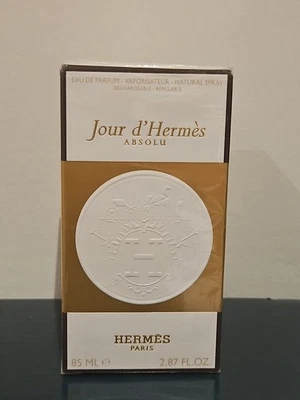 EAU DE PARFUM - VAPORISATEUR - NATURAL SPRAY
RECHARGEABLE - REFILLABLE
Jour d'Hermès
ABSOLU
HERMÈS
PARIS
85 ML ℮ 2.87 FL.OZ